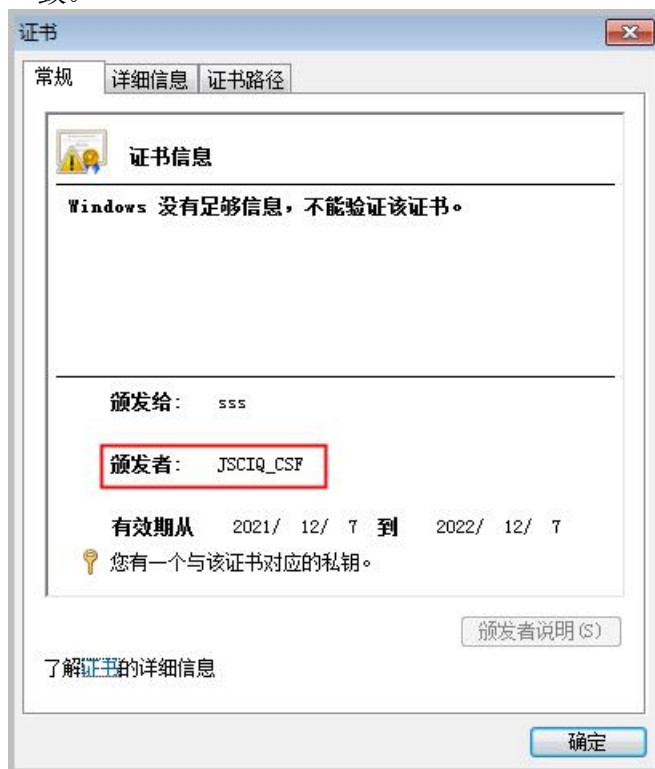 致。
证书
常规 详细信息 证书路径
证书信息
Windows 没有足够信息，不能验证该证书。
颁发给: sss
颁发者: JSCIQ_CSF
有效期从 2021/ 12/ 7 到 2022/ 12/ 7
您有一个与该证书对应的私钥。
颁发者说明(S)
了解证书的详细信息
确定